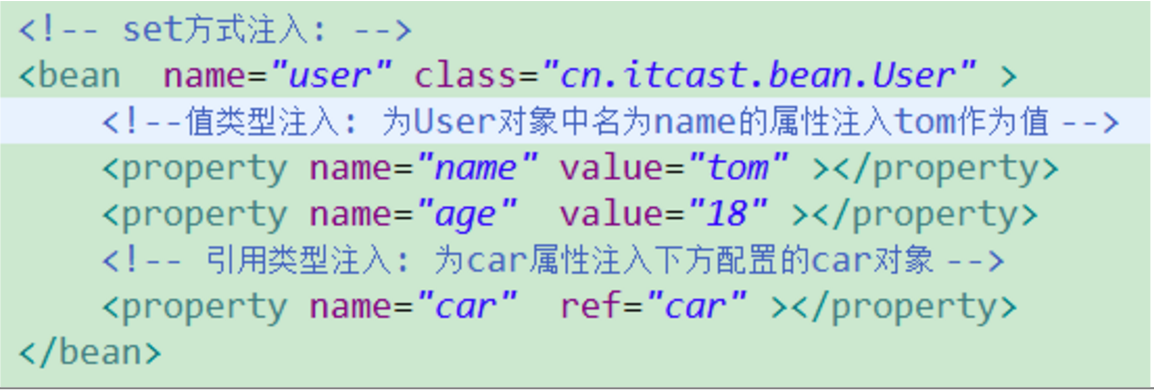 <!-- set方式注入: -->
<bean  name="user" class="cn.itcast.bean.User" >
<!--值类型注入: 为User对象中名为name的属性注入tom作为值 -->
<property name="name" value="tom" ></property>
<property name="age"  value="18" ></property>
<!-- 引用类型注入: 为car属性注入下方配置的car对象 -->
<property name="car"  ref="car" ></property>
</bean>